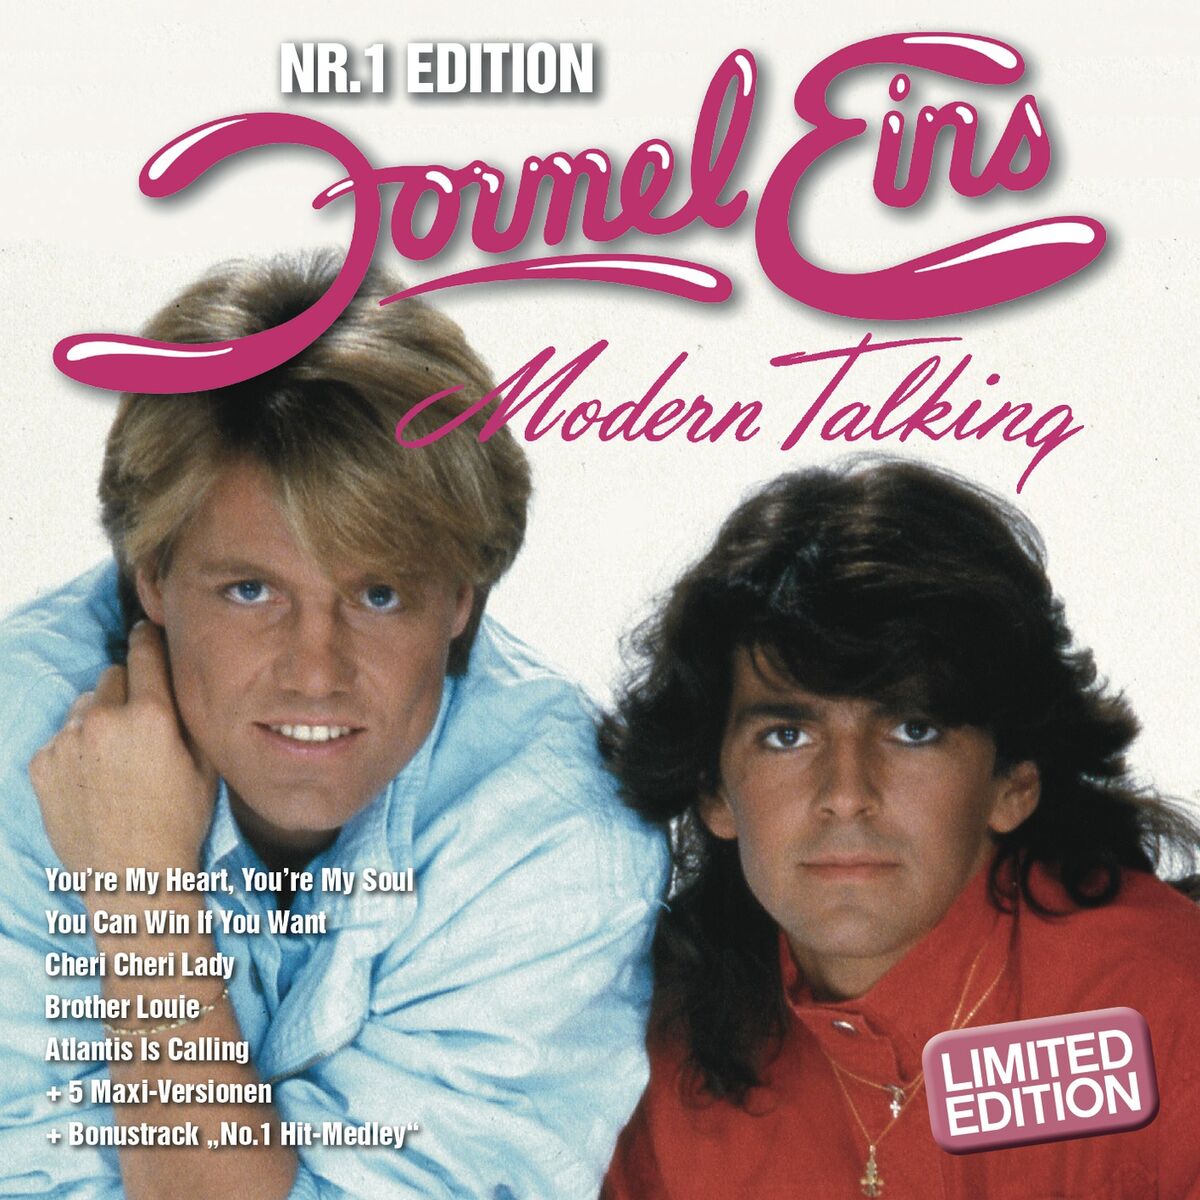 NR.1 EDITION
Formel Eins
Modern Talking
You're My Heart, You're My Soul
You Can Win If You Want
Cheri Cheri Lady
Brother Louie
Atlantis Is Calling
+ 5 Maxi-Versionen
+ Bonustrack „No.1 Hit-Medley“
LIMITED
EDITION